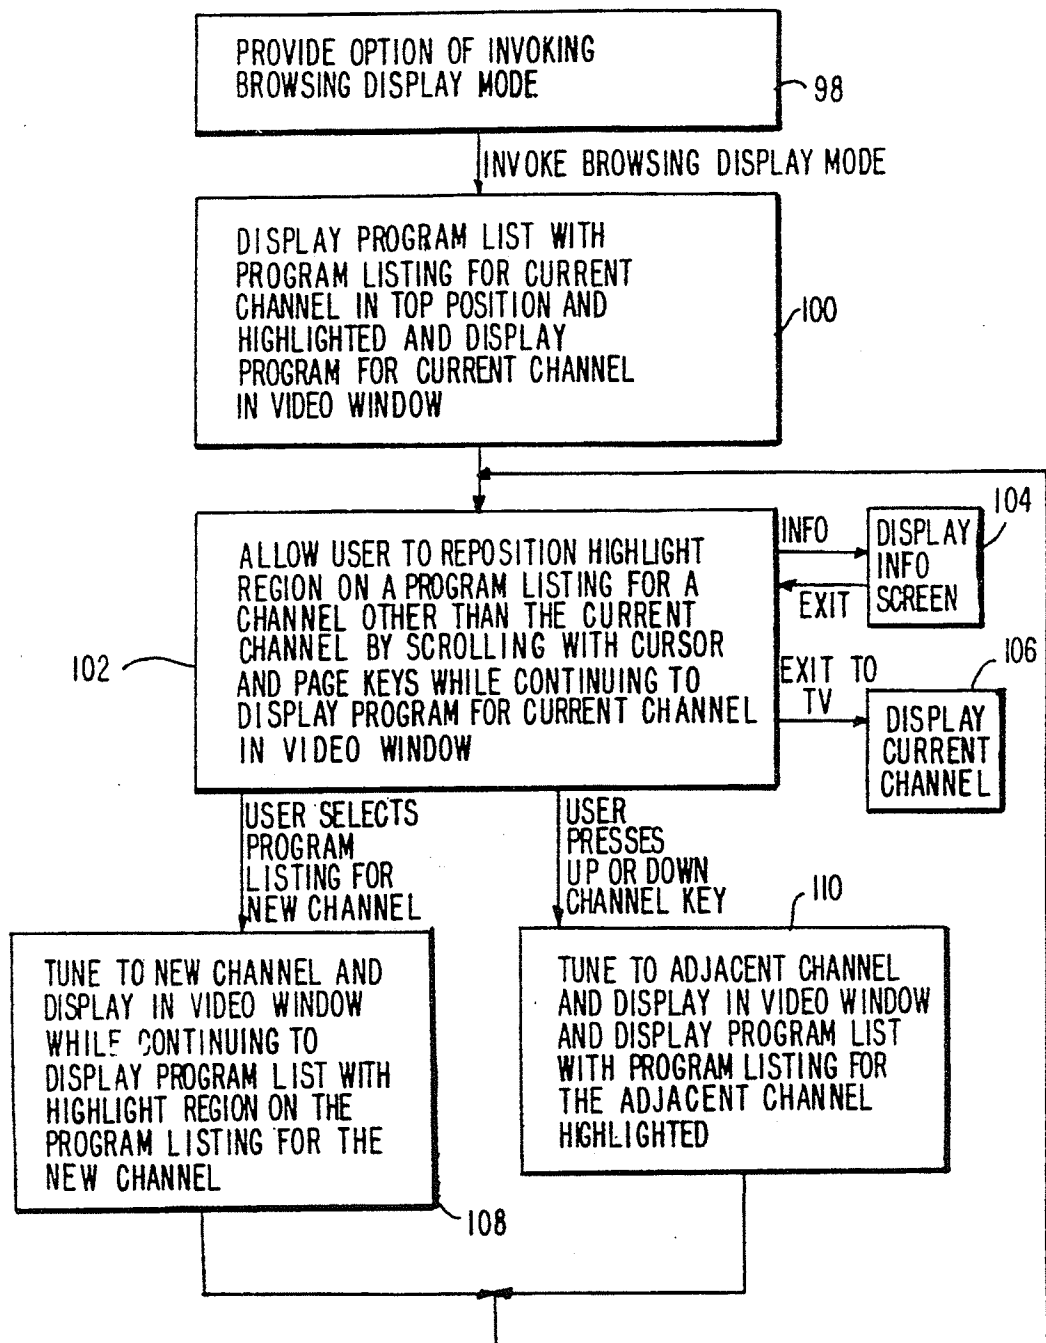 PROVIDE OPTION OF INVOKING
BROWSING DISPLAY MODE
98
INVOKE BROWSING DISPLAY MODE
DISPLAY PROGRAM LIST WITH
PROGRAM LISTING FOR CURRENT
CHANNEL IN TOP POSITION AND
HIGHLIGHTED AND DISPLAY
PROGRAM FOR CURRENT CHANNEL
IN VIDEO WINDOW
100
ALLOW USER TO REPOSITION HIGHLIGHT
REGION ON A PROGRAM LISTING FOR A
CHANNEL OTHER THAN THE CURRENT
CHANNEL BY SCROLLING WITH CURSOR
AND PAGE KEYS WHILE CONTINUING TO
DISPLAY PROGRAM FOR CURRENT CHANNEL
IN VIDEO WINDOW
102
INFO
EXIT
DISPLAY
INFO
SCREEN
104
EXIT TO
TV
DISPLAY
CURRENT
CHANNEL
106
USER SELECTS
PROGRAM
LISTING FOR
NEW CHANNEL
USER
PRESSES
UP OR DOWN
CHANNEL KEY
TUNE TO NEW CHANNEL AND
DISPLAY IN VIDEO WINDOW
WHILE CONTINUING TO
DISPLAY PROGRAM LIST WITH
HIGHLIGHT REGION ON THE
PROGRAM LISTING FOR THE
NEW CHANNEL
108
110
TUNE TO ADJACENT CHANNEL
AND DISPLAY IN VIDEO WINDOW
AND DISPLAY PROGRAM LIST
WITH PROGRAM LISTING FOR
THE ADJACENT CHANNEL
HIGHLIGHTED